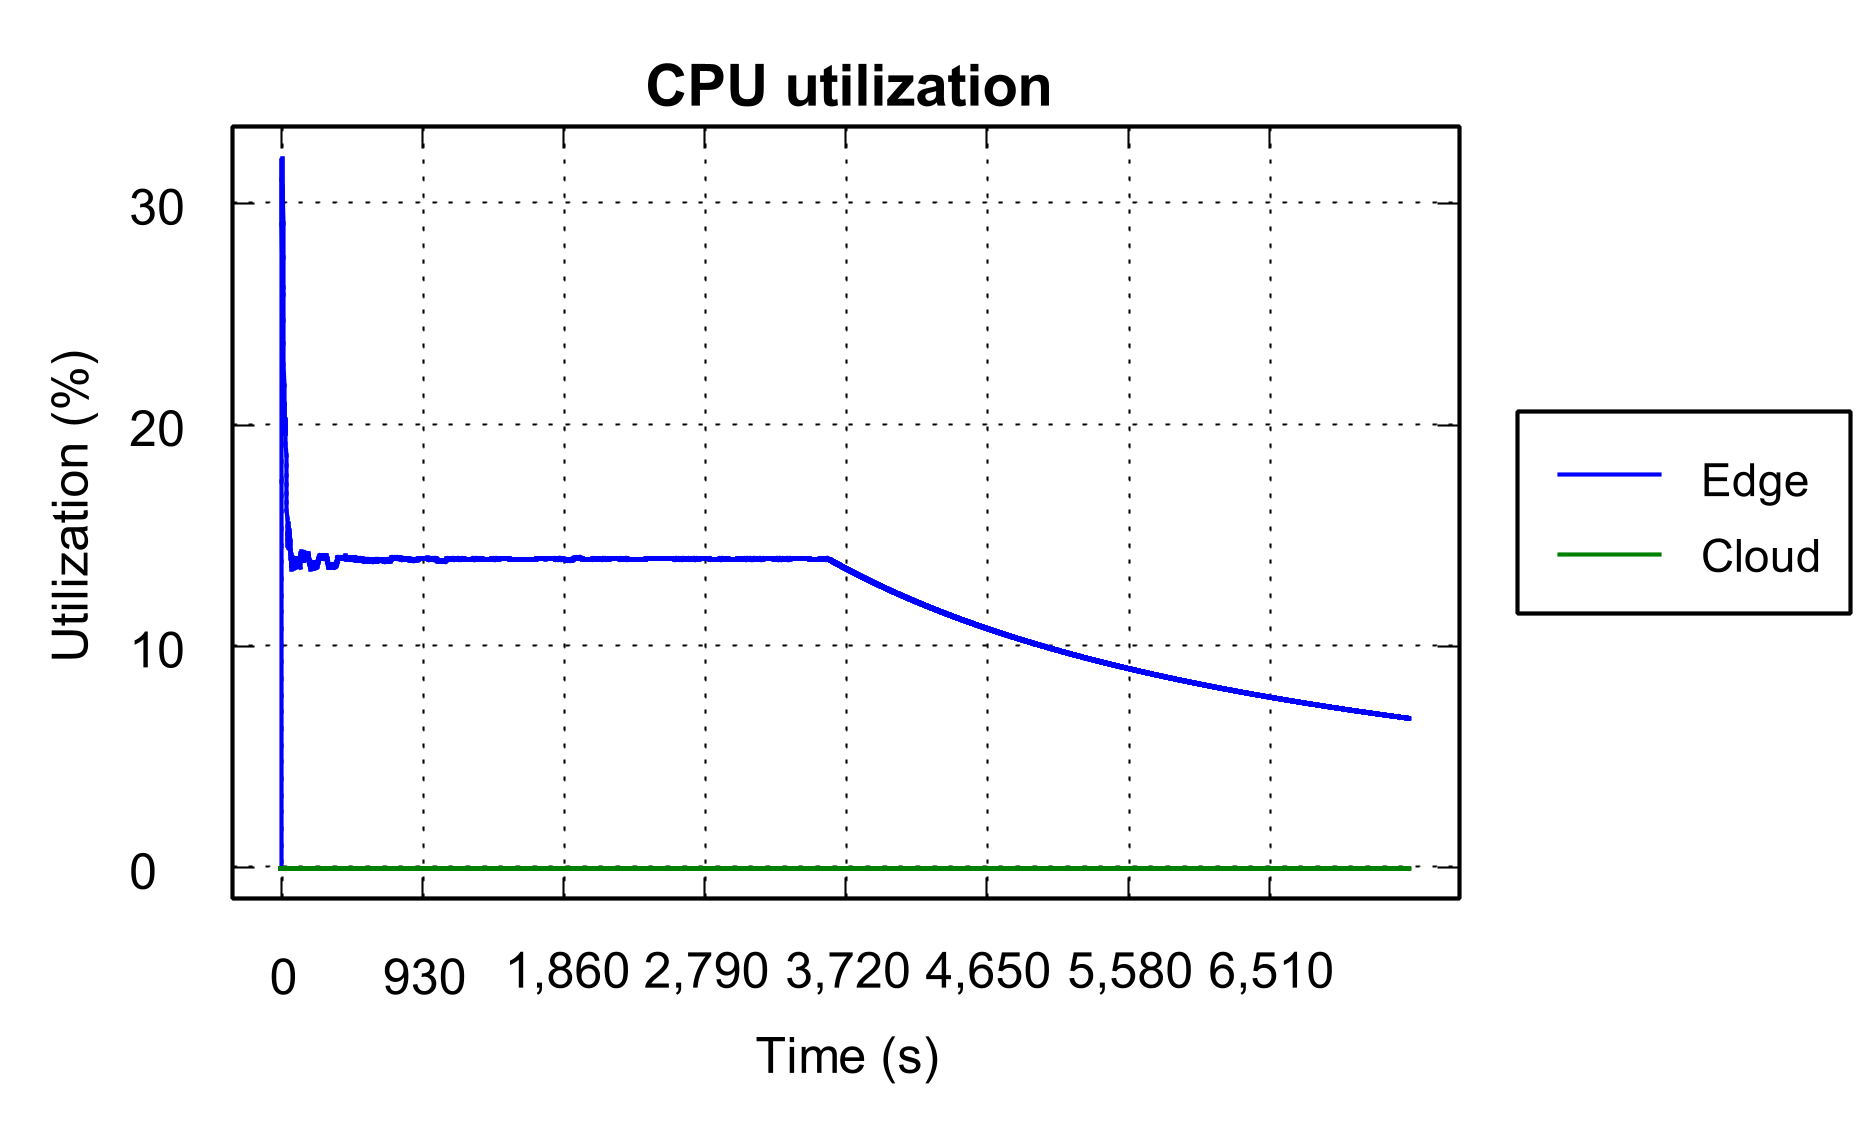 CPU utilization
30
20
10
0
Utilization (%)
0 930 1,860 2,790 3,720 4,650 5,580 6,510
Time (s)
Edge
Cloud